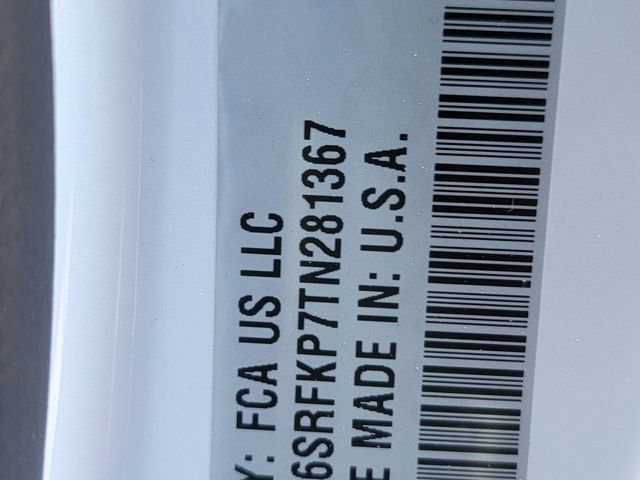 Y: FCA US LLC
6SRFKP7TN281367
E MADE IN: U.S.A.